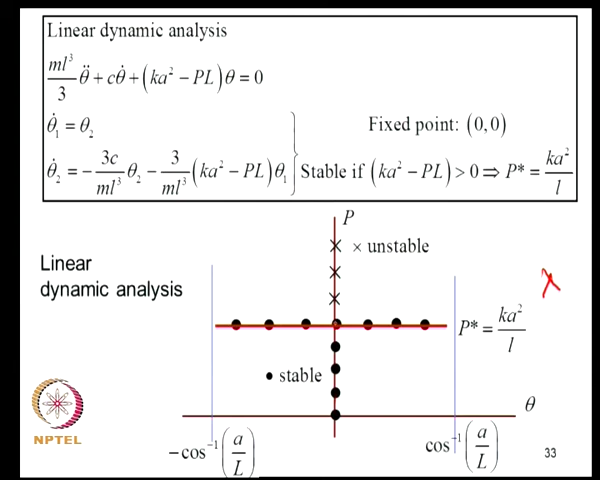 Linear dynamic analysis
ml³/3 θ̈ + cθ̇ + (ka² − PL)θ = 0
θ̇₁ = θ₂ Fixed point: (0,0)
θ̇₂ = −3c/ml³ θ₂ − 3/ml³ (ka² − PL)θ₁ Stable if (ka² − PL) > 0 ⇒ P* = ka²/l
P
× unstable
Linear
dynamic analysis
λ
P* = ka²/l
• stable
θ
NPTEL
−cos⁻¹(a/L)
cos⁻¹(a/L)
33